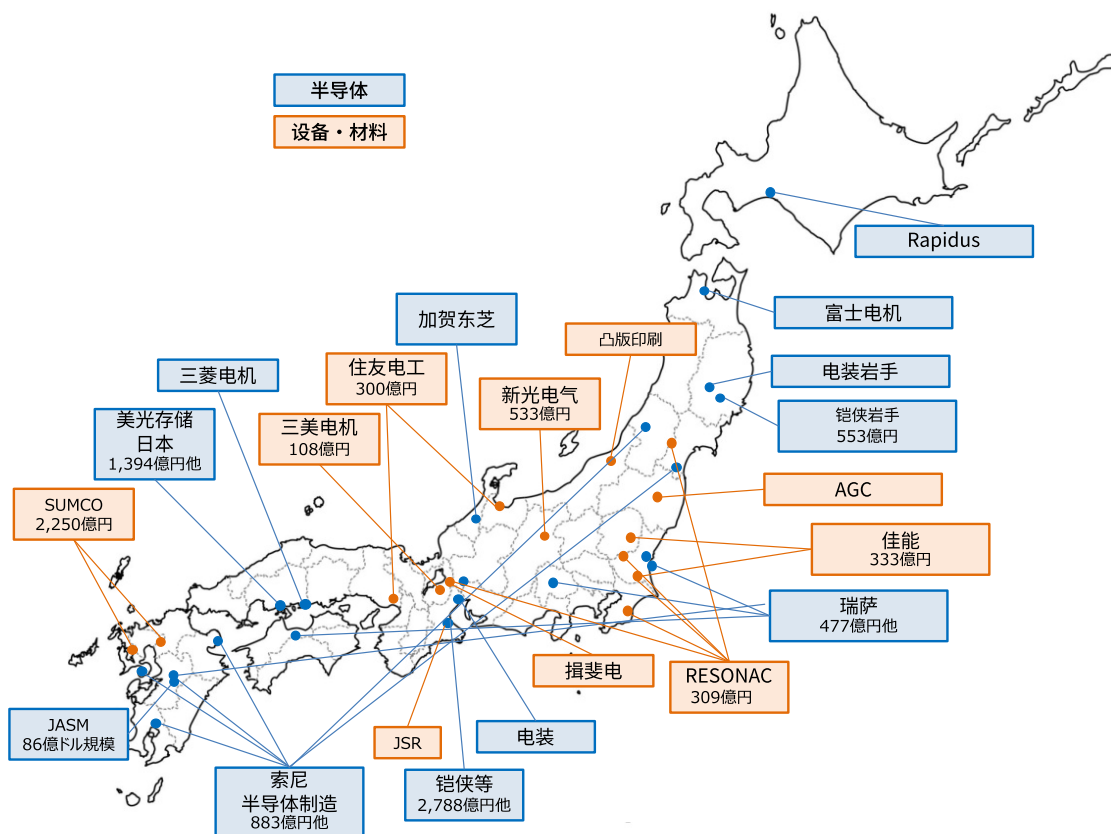 半导体
设备・材料
Rapidus
富士电机
加贺东芝
凸版印刷
住友电工
300億円
三菱电机
电装岩手
新光电气
533億円
铠侠岩手
553億円
美光存储
日本
1,394億円他
三美电机
108億円
AGC
SUMCO
2,250億円
佳能
333億円
瑞萨
477億円他
揖斐电
RESONAC
309億円
JASM
86億ドル規模
JSR
电装
索尼
半导体制造
883億円他
铠侠等
2,788億円他